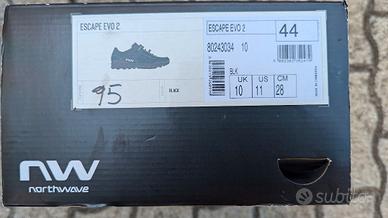 ESCAPE EVO 2
ESCAPE EVO 2
44
80243034 10
BLK
UK
US
CM
10
11
28
BLACK
95
NW
northwave
subito